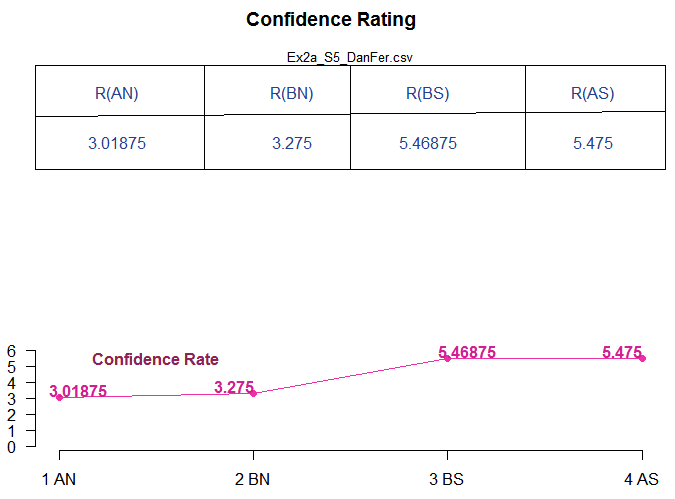 Confidence Rating
Ex2a_S5_DanFer.csv
R(AN) R(BN) R(BS) R(AS)
3.01875 3.275 5.46875 5.475
Confidence Rate
3.01875 3.275 5.46875 5.475
6
5
4
3
2
1
0
1 AN 2 BN 3 BS 4 AS